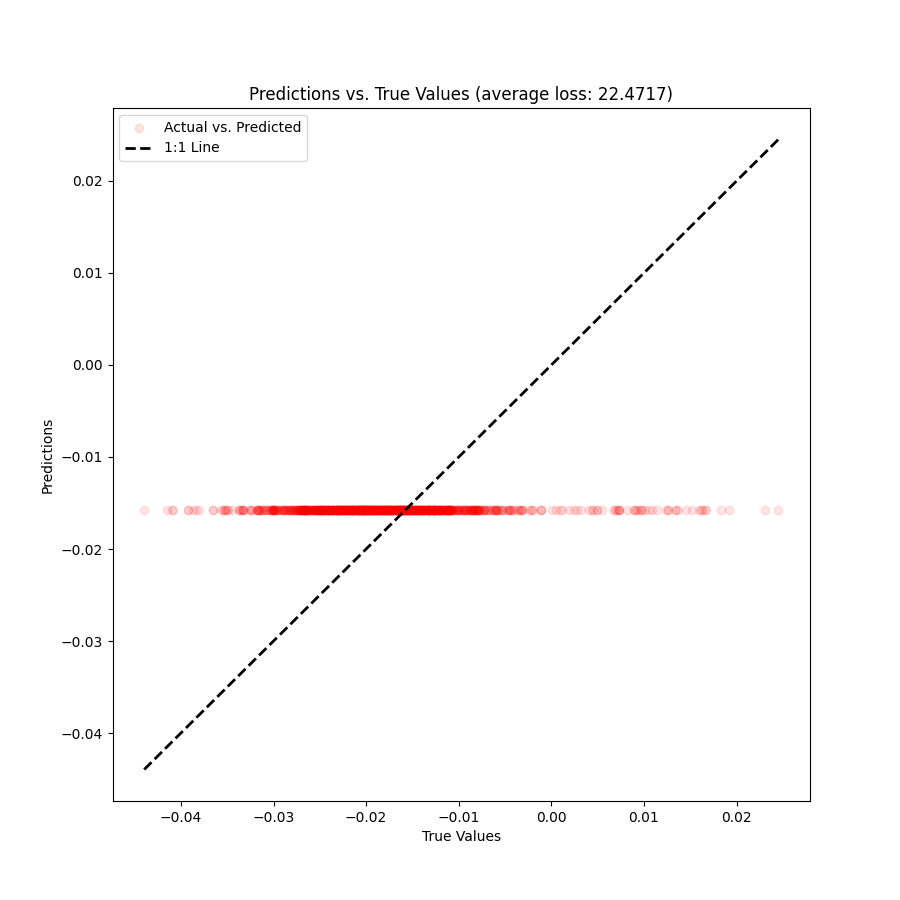 Predictions vs. True Values (average loss: 22.4717)
Actual vs. Predicted
1:1 Line
0.02
0.01
0.00
−0.01
−0.02
−0.03
−0.04
Predictions
−0.04 −0.03 −0.02 −0.01 0.00 0.01 0.02
True Values